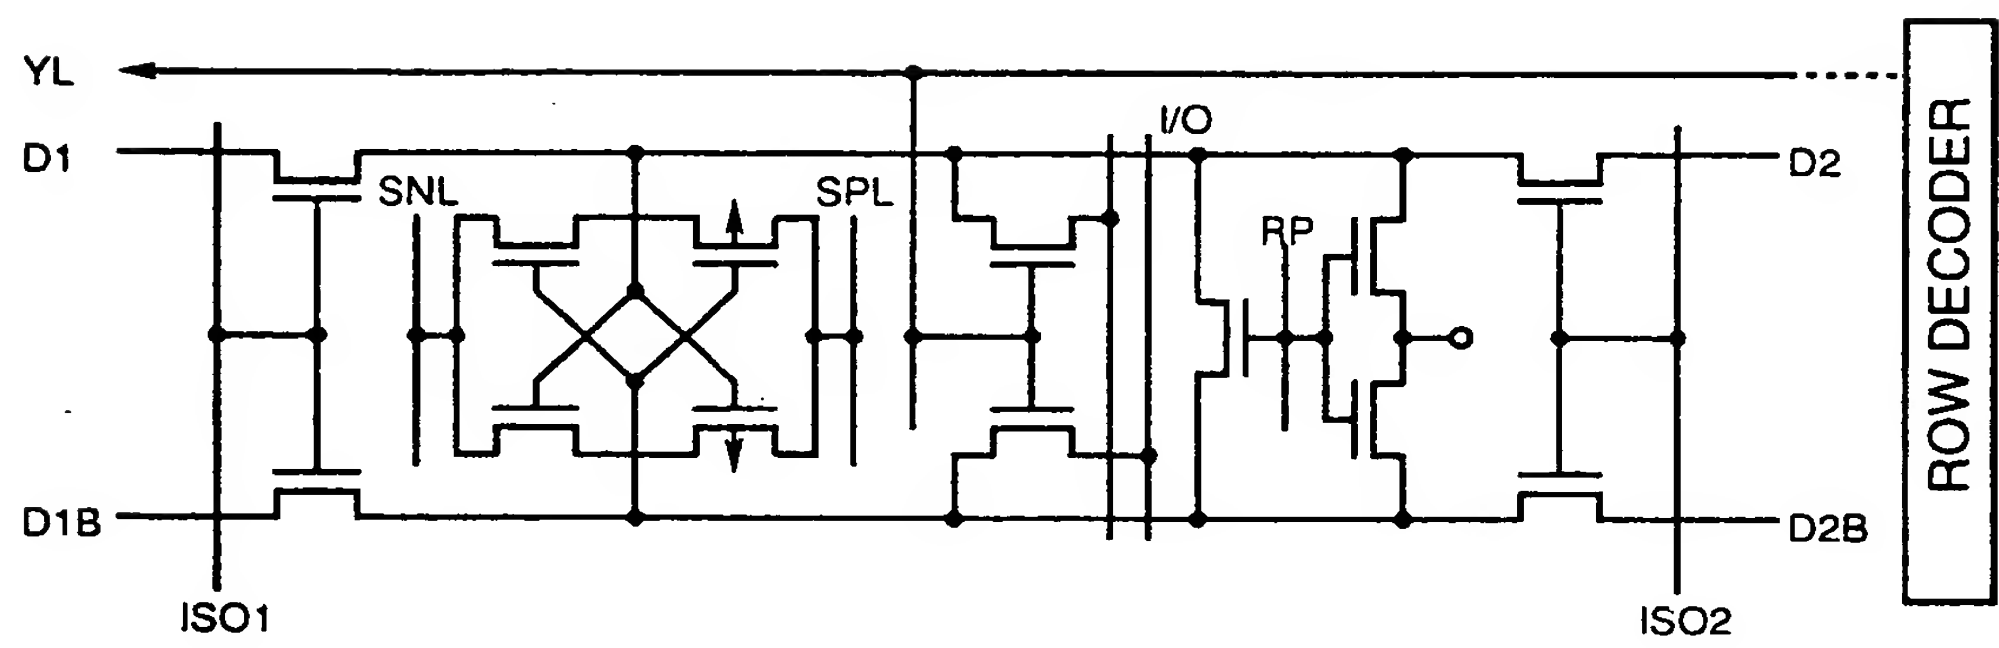 YL
I/O
D1
D2
SNL
SPL
RP
ROW DECODER
D1B
D2B
ISO1
ISO2